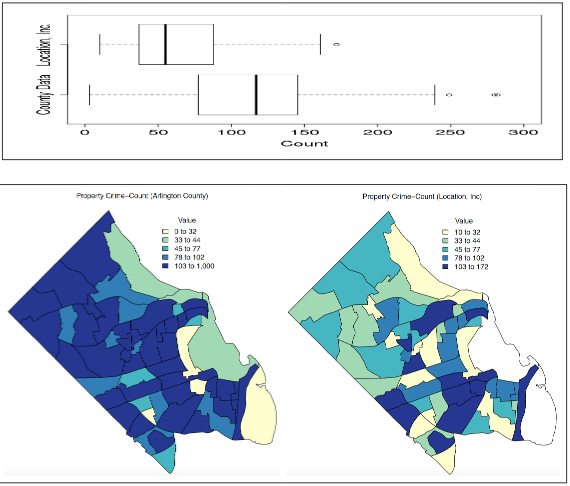 Location, Inc.
County Data
0 50 100 150 200 250 300
Count
Property Crime–Count (Arlington County)
Value
0 to 32
33 to 44
45 to 77
78 to 102
103 to 1,000
Property Crime–Count (Location, Inc)
Value
10 to 32
33 to 44
45 to 77
78 to 102
103 to 172